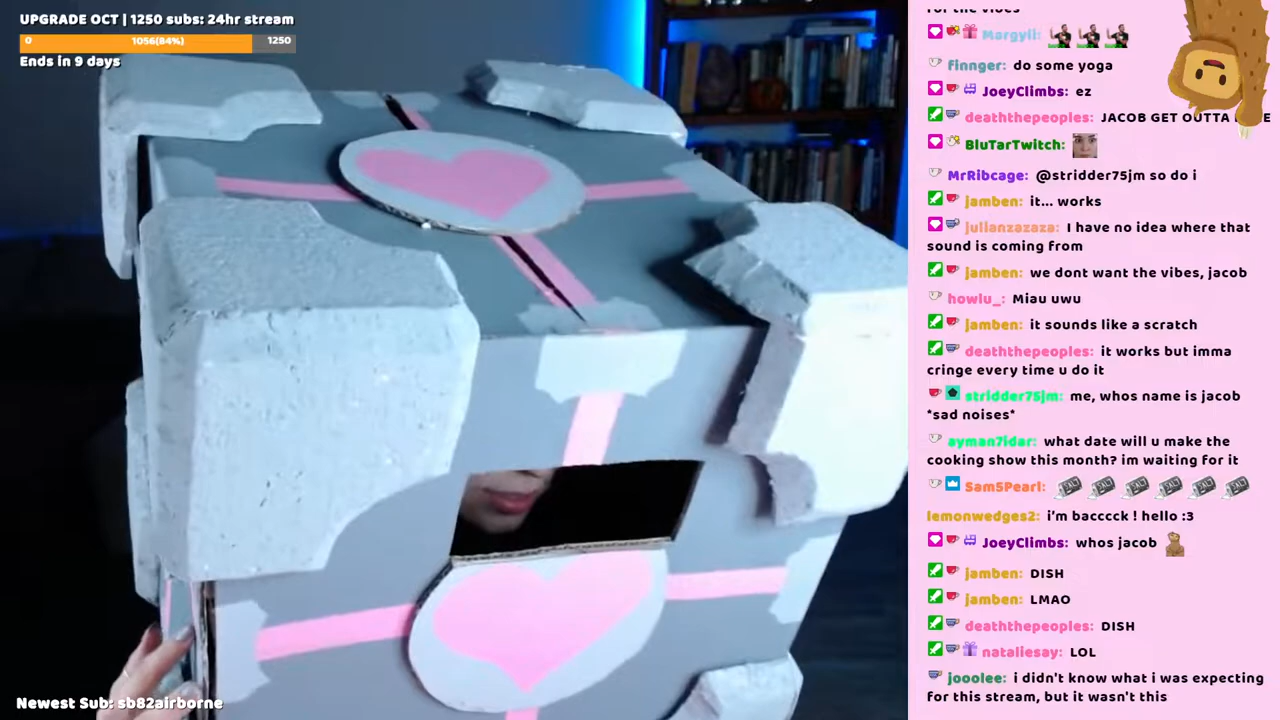 UPGRADE OCT | 1250 subs: 24hr stream
0 1056(84%) 1250
Ends in 9 days
Newest Sub: sb82airborne
for the vibes
Margyli:
finnger: do some yoga
JoeyClimbs: ez
deaththepeoples: JACOB GET OUTTA
BluTarTwitch:
MrRibcage: @stridder75jm so do i
jamben: it... works
julianzazaza: I have no idea where that
sound is coming from
jamben: we dont want the vibes, jacob
howlu_: Miau uwu
jamben: it sounds like a scratch
deaththepeoples: it works but imma
cringe every time u do it
stridder75jm: me, whos name is jacob
*sad noises*
ayman7idar: what date will u make the
cooking show this month? im waiting for it
Sam5Pearl:
lemonwedges2: i'm bacccck ! hello :3
JoeyClimbs: whos jacob
jamben: DISH
jamben: LMAO
deaththepeoples: DISH
nataliesay: LOL
jooolee: i didn't know what i was expecting
for this stream, but it wasn't this